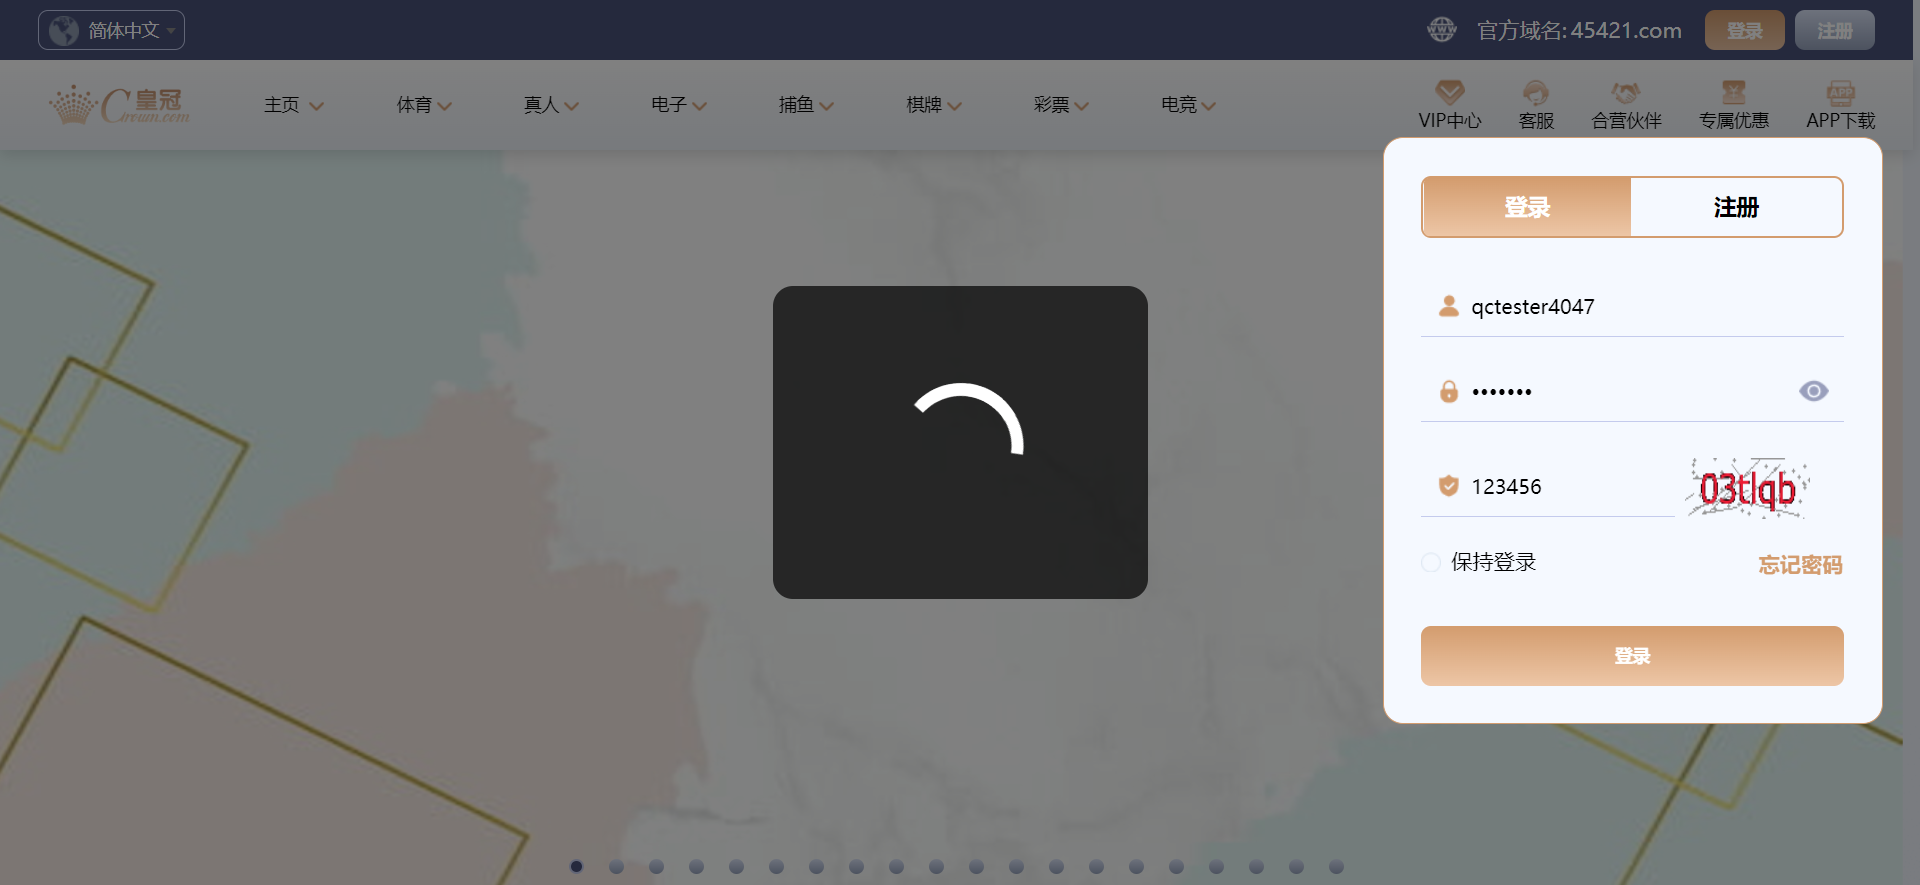 简体中文
官方域名: 45421.com
登录
注册
皇冠
Crown.com
主页
体育
真人
电子
捕鱼
棋牌
彩票
电竞
VIP中心
客服
合营伙伴
专属优惠
APP
APP下载
登录
注册
qctester4047
•••••••
123456
03tlqb
保持登录
忘记密码
登录